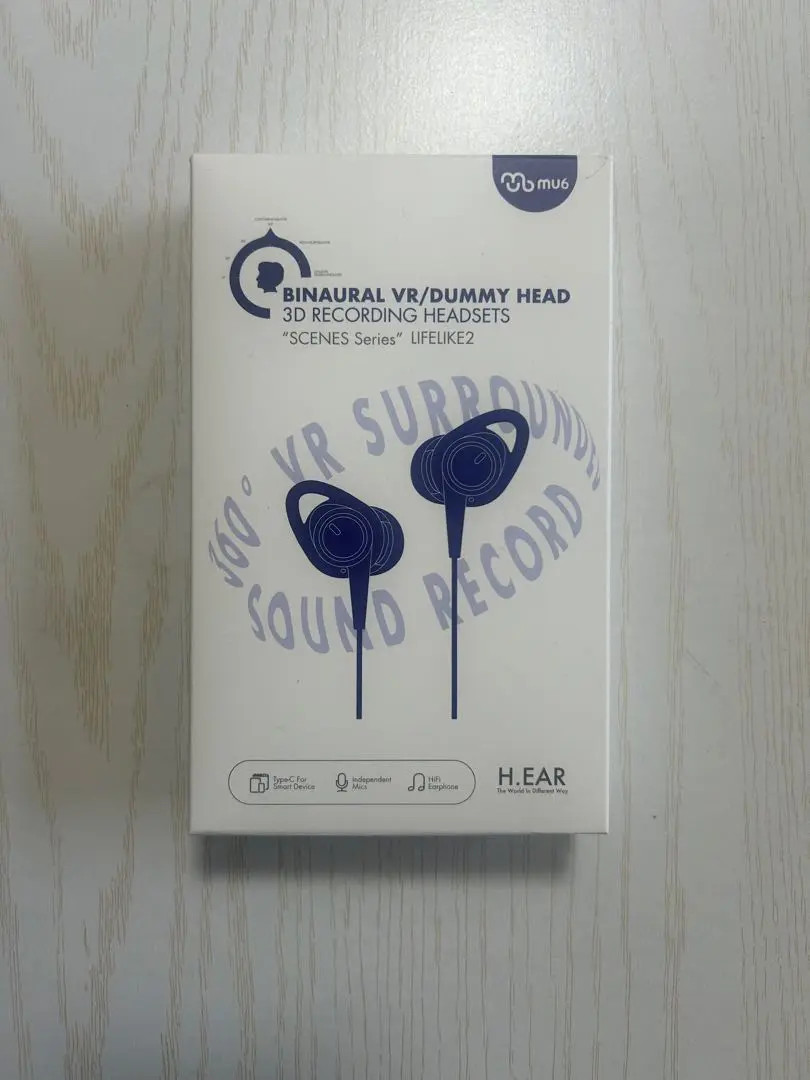 mu6
BINAURAL VR/DUMMY HEAD
3D RECORDING HEADSETS
"SCENES Series" LIFELIKE2
360° VR SURROUNDED
SOUND RECORD
Type-C For
Smart Device
Independent
Mics
HiFi
Earphone
H.EAR
The World In Different Way